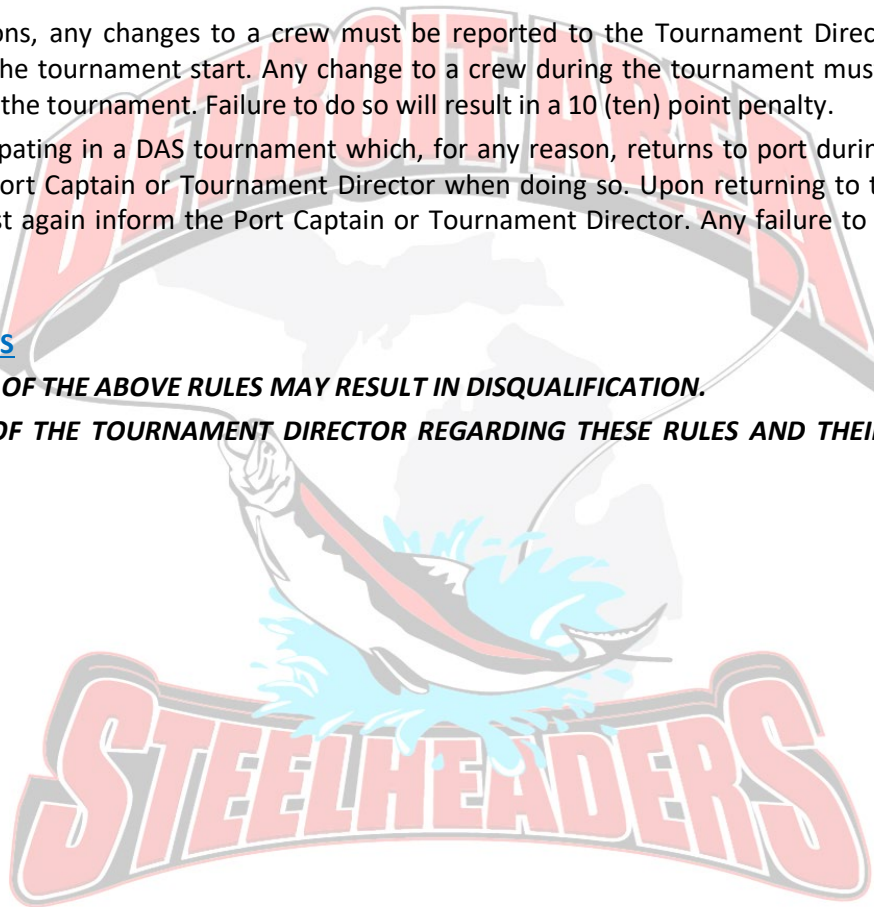 ons, any changes to a crew must be reported to the Tournament Direc
he tournament start. Any change to a crew during the tournament mus
the tournament. Failure to do so will result in a 10 (ten) point penalty.
pating in a DAS tournament which, for any reason, returns to port durin
ort Captain or Tournament Director when doing so. Upon returning to t
st again inform the Port Captain or Tournament Director. Any failure to
S
OF THE ABOVE RULES MAY RESULT IN DISQUALIFICATION.
OF THE TOURNAMENT DIRECTOR REGARDING THESE RULES AND THEI
DETROIT AREA
STEELHEADERS